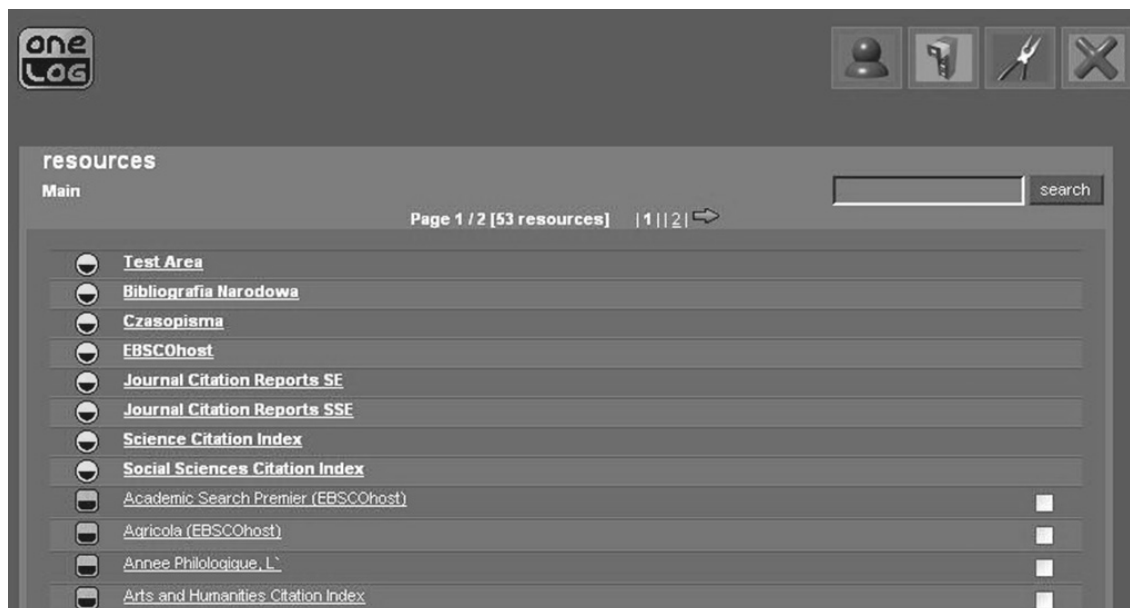 one
LOG
resources
Main
search
Page 1 / 2 [53 resources] | 1 | | 2 |
Test Area
Bibliografia Narodowa
Czasopisma
EBSCOhost
Journal Citation Reports SE
Journal Citation Reports SSE
Science Citation Index
Social Sciences Citation Index
Academic Search Premier (EBSCOhost)
Agricola (EBSCOhost)
Annee Philologique, L`
Arts and Humanities Citation Index